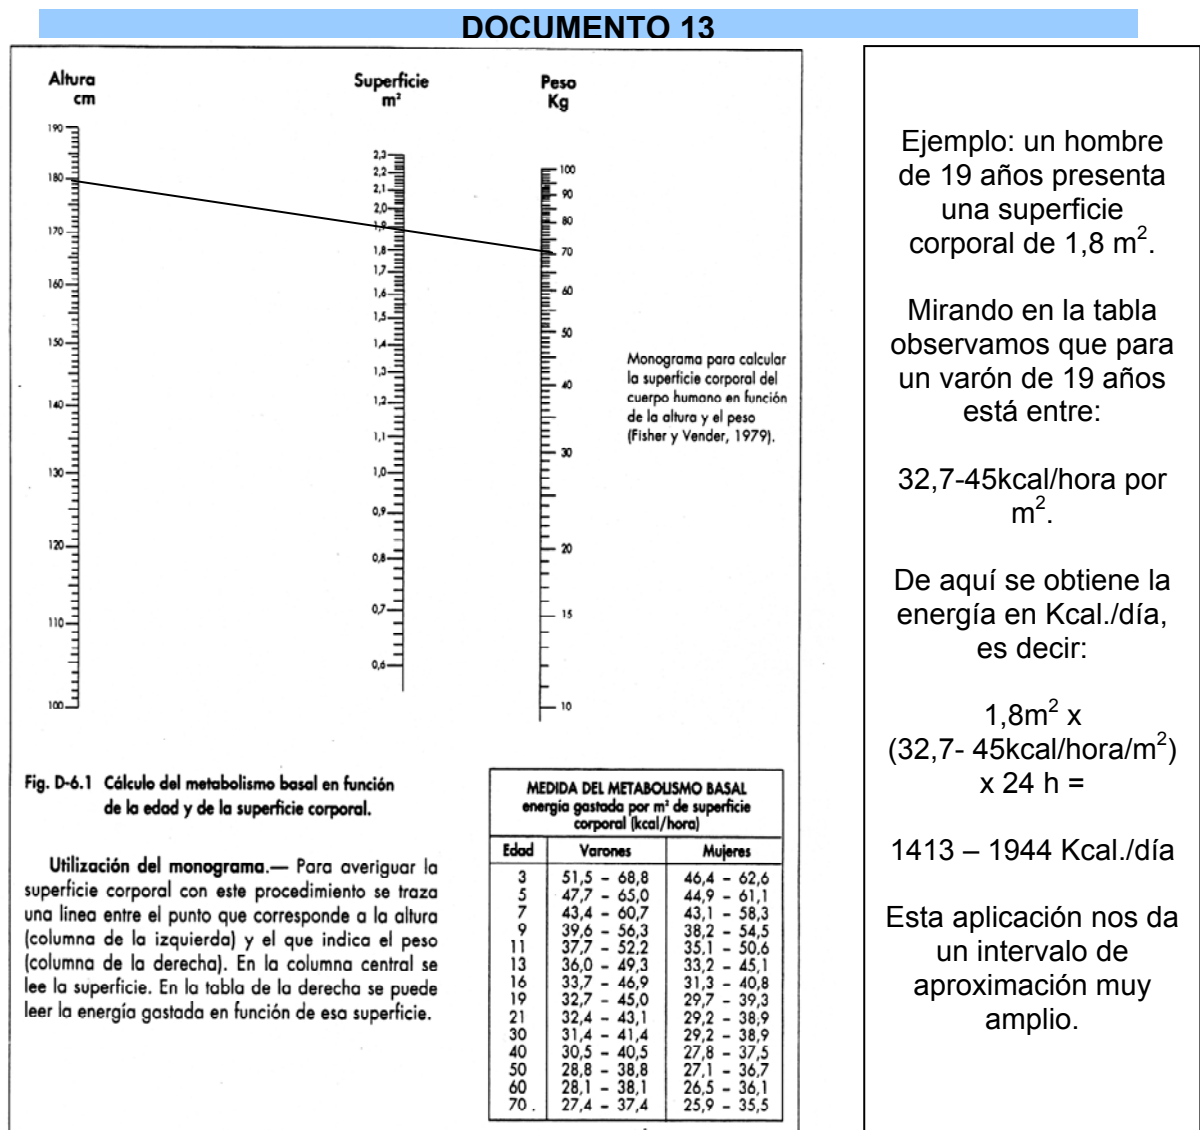 DOCUMENTO 13
Altura
cm
Superficie
m²
Peso
Kg
190
180
170
160
150
140
130
120
110
100
2,3
2,2
2,1
2,0
1,9
1,8
1,7
1,6
1,5
1,4
1,3
1,2
1,1
1,0
0,9
0,8
0,7
0,6
100
90
80
70
60
50
40
30
20
15
10
Monograma para calcular
la superficie corporal del
cuerpo humano en función
de la altura y el peso
(Fisher y Vender, 1979).
Fig. D-6.1 Cálculo del metabolismo basal en función
de la edad y de la superficie corporal.
Utilización del monograma.— Para averiguar la
superficie corporal con este procedimiento se traza
una línea entre el punto que corresponde a la altura
(columna de la izquierda) y el que indica el peso
(columna de la derecha). En la columna central se
lee la superficie. En la tabla de la derecha se puede
leer la energía gastada en función de esa superficie.
MEDIDA DEL METABOLISMO BASAL
energía gastada por m² de superficie
corporal (kcal/hora)
Edad Varones Mujeres
3 51,5 – 68,8 46,4 – 62,6
5 47,7 – 65,0 44,9 – 61,1
7 43,4 – 60,7 43,1 – 58,3
9 39,6 – 56,3 38,2 – 54,5
11 37,7 – 52,2 35,1 – 50,6
13 36,0 – 49,3 33,2 – 45,1
16 33,7 – 46,9 31,3 – 40,8
19 32,7 – 45,0 29,7 – 39,3
21 32,4 – 43,1 29,2 – 38,9
30 31,4 – 41,4 29,2 – 38,9
40 30,5 – 40,5 27,8 – 37,5
50 28,8 – 38,8 27,1 – 36,7
60 28,1 – 38,1 26,5 – 36,1
70 27,4 – 37,4 25,9 – 35,5
Ejemplo: un hombre
de 19 años presenta
una superficie
corporal de 1,8 m².
Mirando en la tabla
observamos que para
un varón de 19 años
está entre:
32,7-45kcal/hora por
m².
De aquí se obtiene la
energía en Kcal./día,
es decir:
1,8m² x
(32,7- 45kcal/hora/m²)
x 24 h =
1413 – 1944 Kcal./día
Esta aplicación nos da
un intervalo de
aproximación muy
amplio.